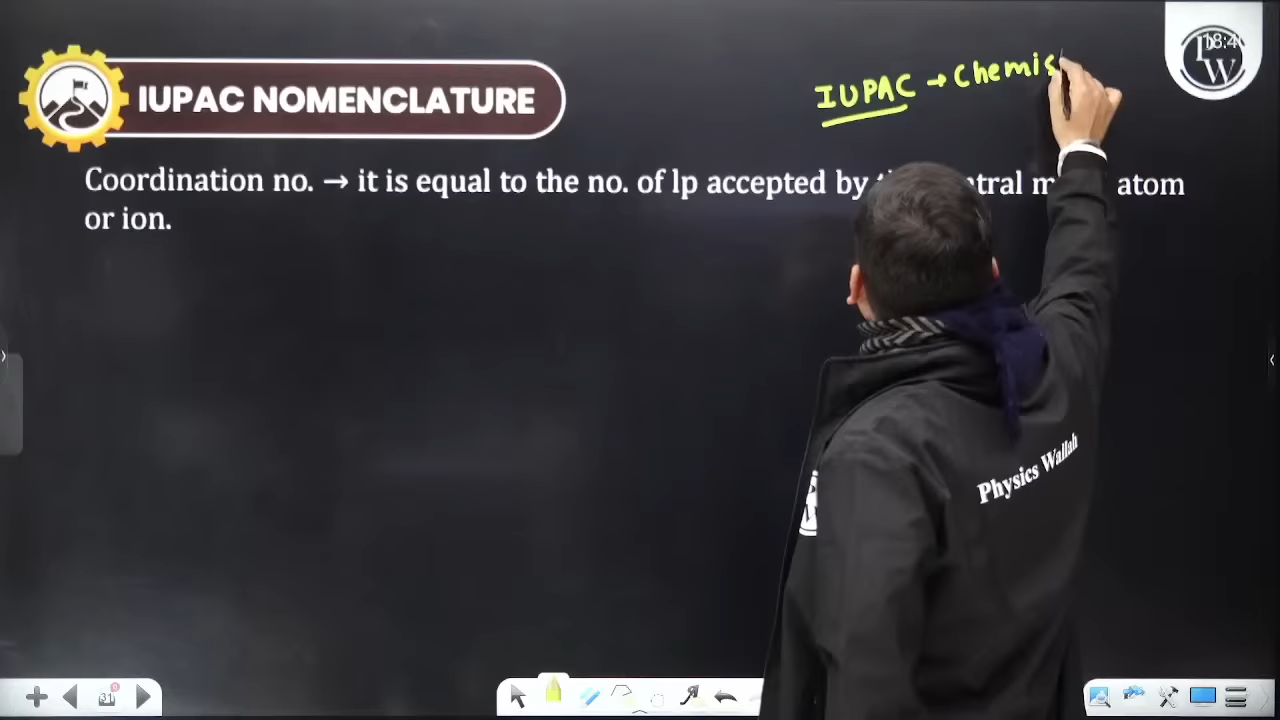 IUPAC → Chemis
IUPAC NOMENCLATURE
Coordination no. → it is equal to the no. of lp accepted by atom
or ion.
Physics Wallah
31